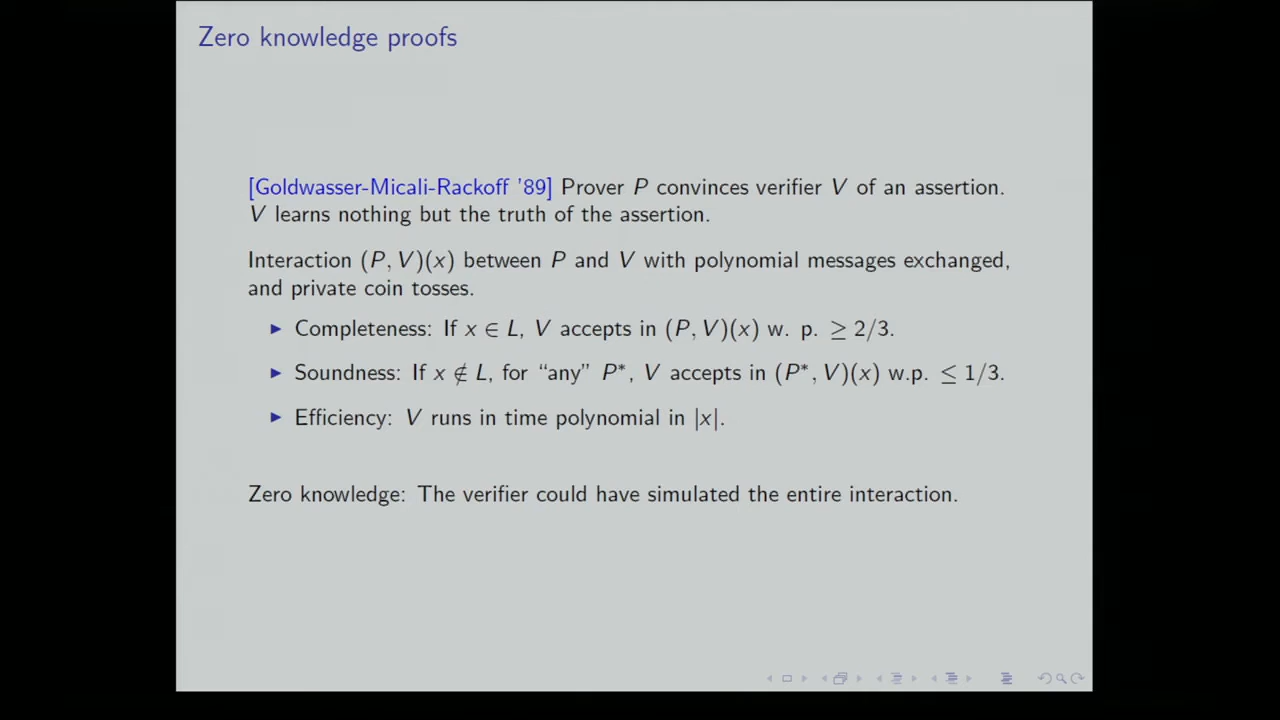 Zero knowledge proofs
[Goldwasser-Micali-Rackoff '89] Prover P convinces verifier V of an assertion.
V learns nothing but the truth of the assertion.
Interaction (P, V)(x) between P and V with polynomial messages exchanged,
and private coin tosses.
▶ Completeness: If x ∈ L, V accepts in (P, V)(x) w. p. ≥ 2/3.
▶ Soundness: If x ∉ L, for “any” P*, V accepts in (P*, V)(x) w.p. ≤ 1/3.
▶ Efficiency: V runs in time polynomial in |x|.
Zero knowledge: The verifier could have simulated the entire interaction.